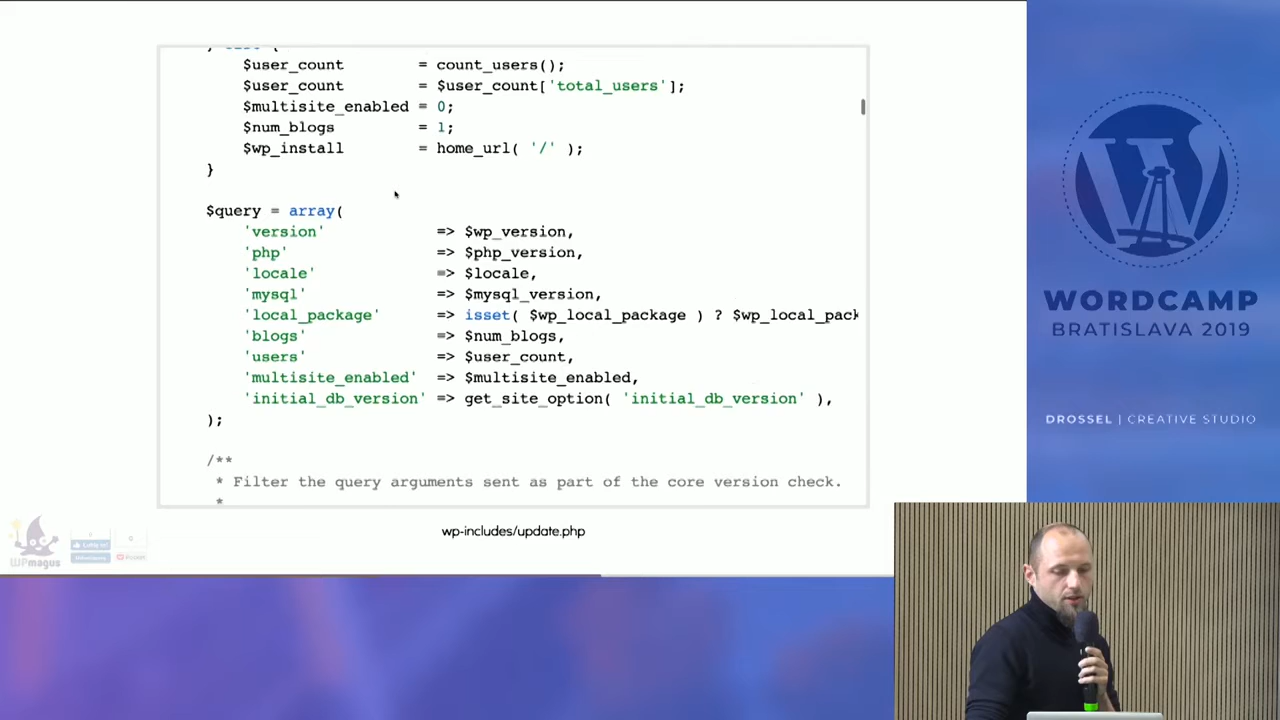 $user_count = count_users();
$user_count = $user_count['total_users'];
$multisite_enabled = 0;
$num_blogs = 1;
$wp_install = home_url( '/' );
}
$query = array(
'version' => $wp_version,
'php' => $php_version,
'locale' => $locale,
'mysql' => $mysql_version,
'local_package' => isset( $wp_local_package ) ? $wp_local_pack
'blogs' => $num_blogs,
'users' => $user_count,
'multisite_enabled' => $multisite_enabled,
'initial_db_version' => get_site_option( 'initial_db_version' ),
);
/**
* Filter the query arguments sent as part of the core version check.
*
wp-includes/update.php
WPmagus
WORDCAMP
BRATISLAVA 2019
DROSSEL | CREATIVE STUDIO